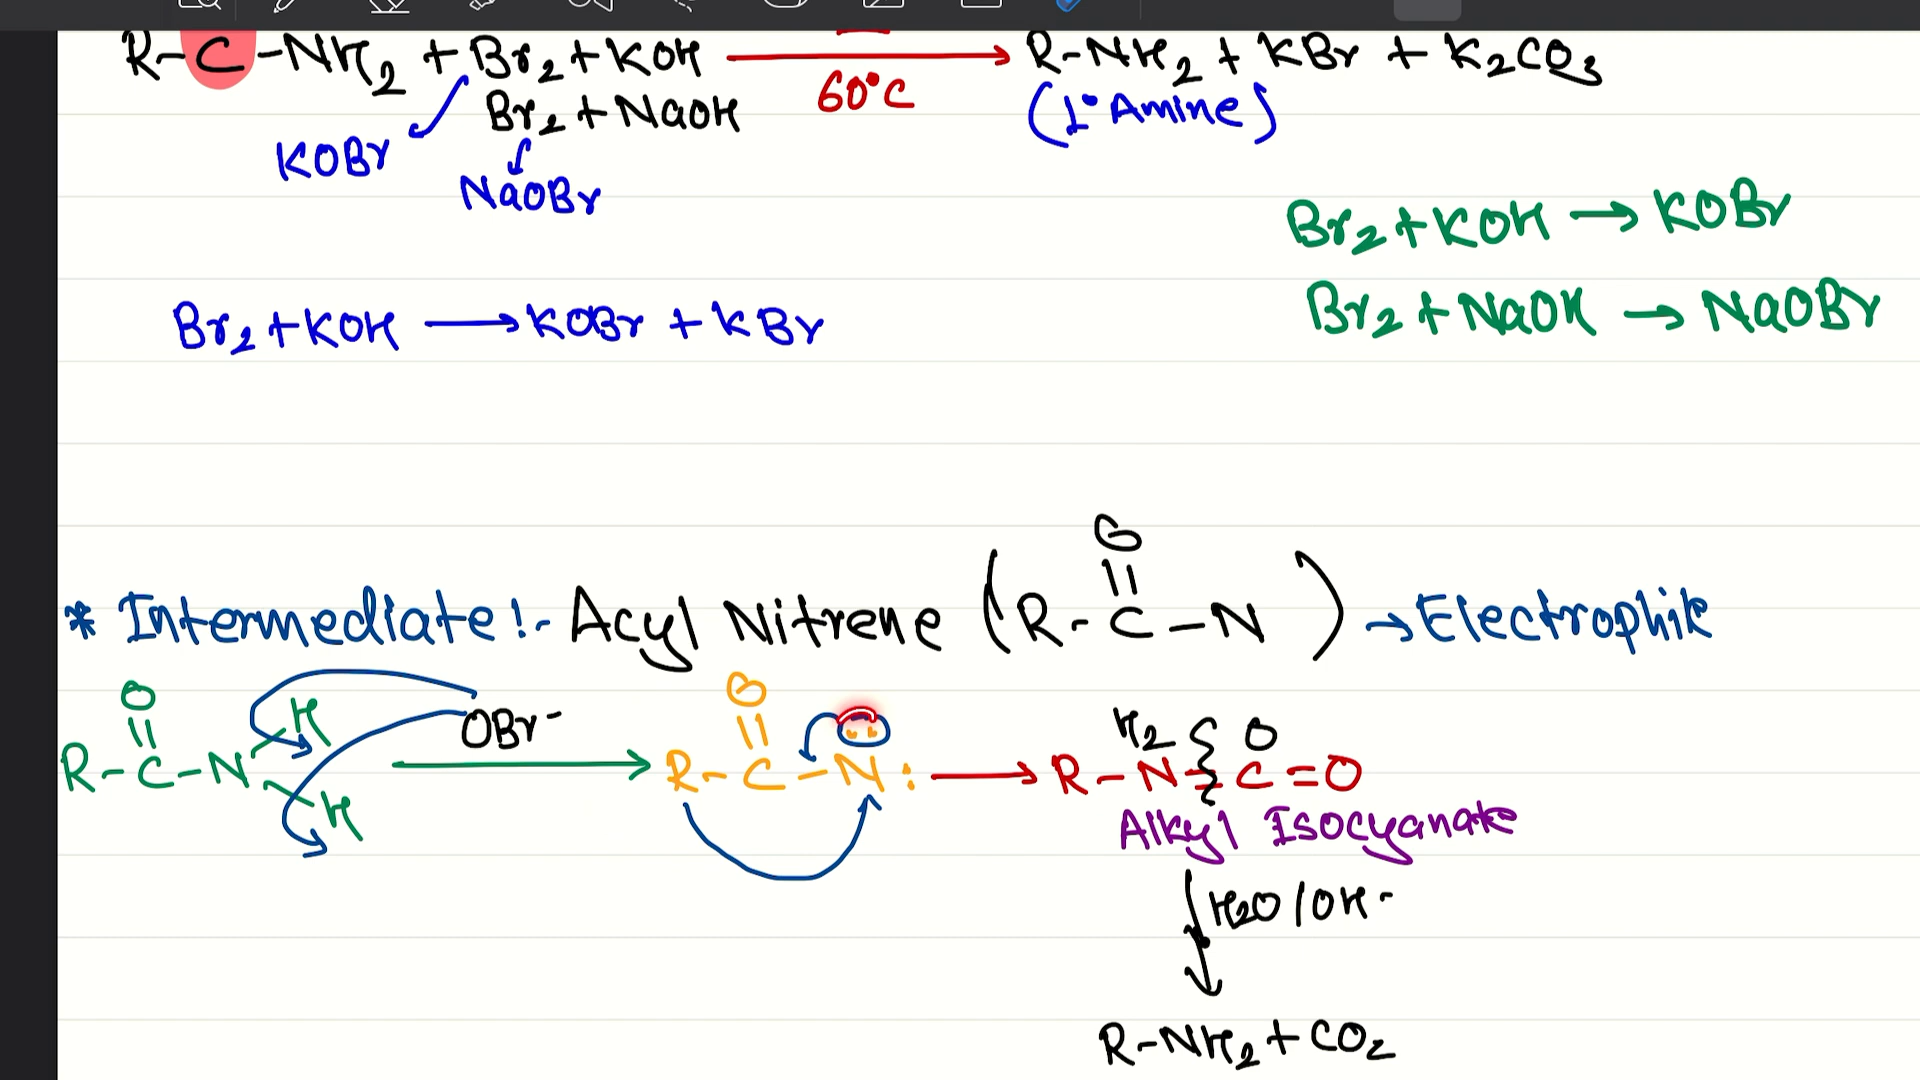 R-C-NH2 + Br2 + KOH → R-NH2 + KBr + K2CO3
60°C
Br2 + NaOH
(1° Amine)
KOBr
NaOBr
Br2 + KOH → KOBr
Br2 + NaOH → NaOBr
Br2 + KOH → KOBr + KBr
O
||
* Intermediate :- Acyl Nitrene (R-C-N) → Electrophile
O
||
R-C-N
H
H
OBr-
→
O
||
R-C-N:
→
H2
O
R-N=C=O
Alkyl Isocyanate
↓ H2O/OH-
R-NH2 + CO2